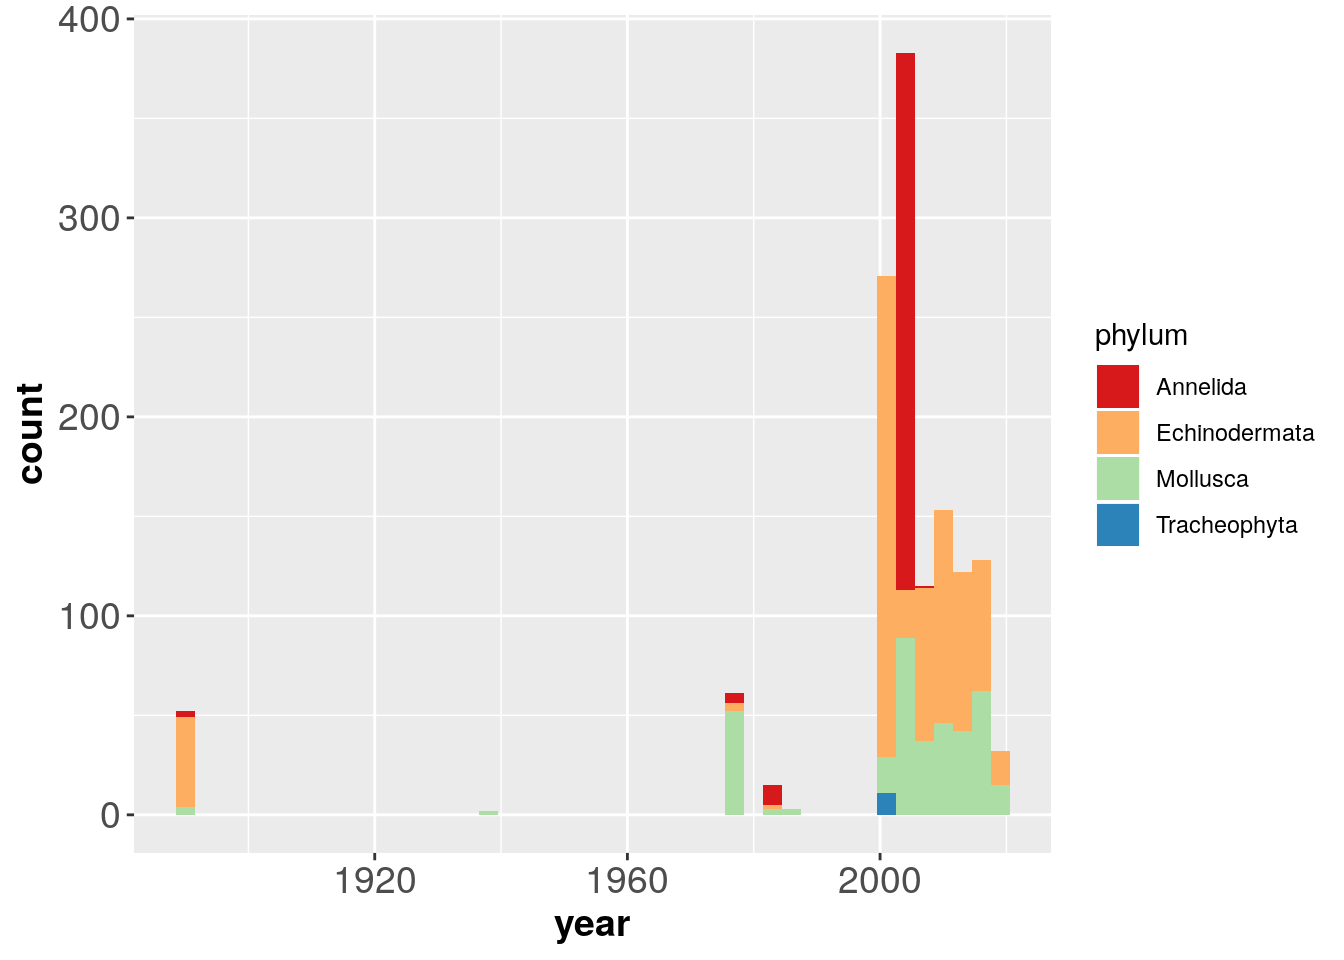 400
300
200
100
0
count
1920
1960
2000
year
phylum
Annelida
Echinodermata
Mollusca
Tracheophyta